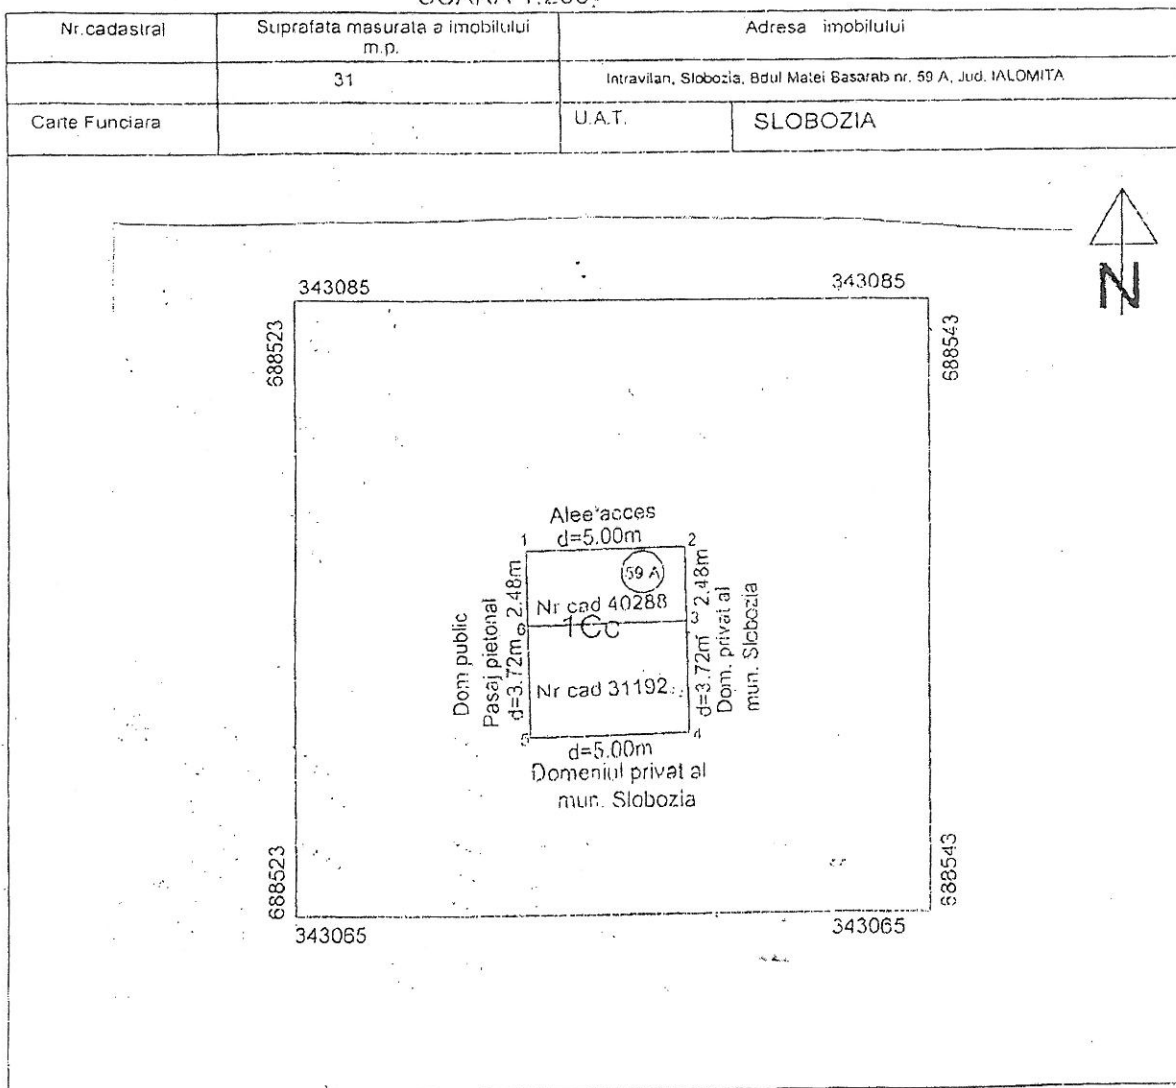 Nr.cadastral
Suprafata masurata a imobilului
m.p.
Adresa imobilului
31
Intravilan, Slobozia, Bdul Matei Basarab nr. 59 A, Jud. IALOMITA
Carte Funciara
U.A.T.
SLOBOZIA
N
343085
343085
688523
688543
Alee acces
1
d=5.00m
2
59 A
2.48m
2.48m
Nr cad 40288
6
1Cc
3
Dom public
Pasaj pietonal
d=3.72m
Nr cad 31192
d=3.72m
Dom. privat al
mun. Slobozia
5
4
d=5.00m
Domeniul privat al
mun. Slobozia
688523
688543
343065
343065